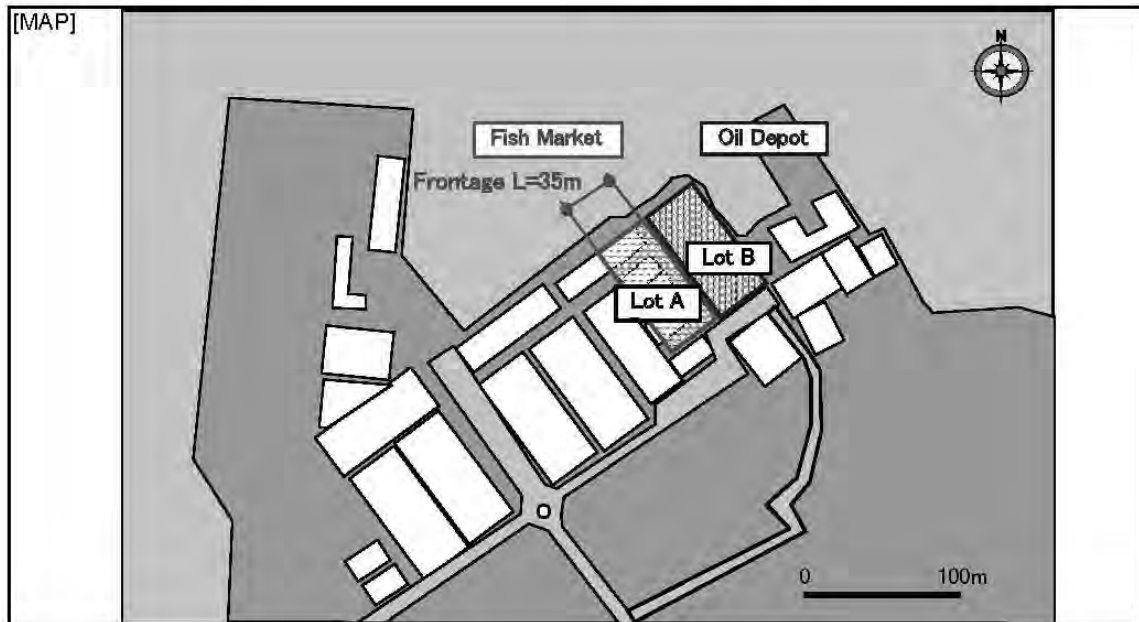 [MAP]
N
Fish Market
Oil Depot
Frontage L=35m
Lot B
Lot A
0 100m